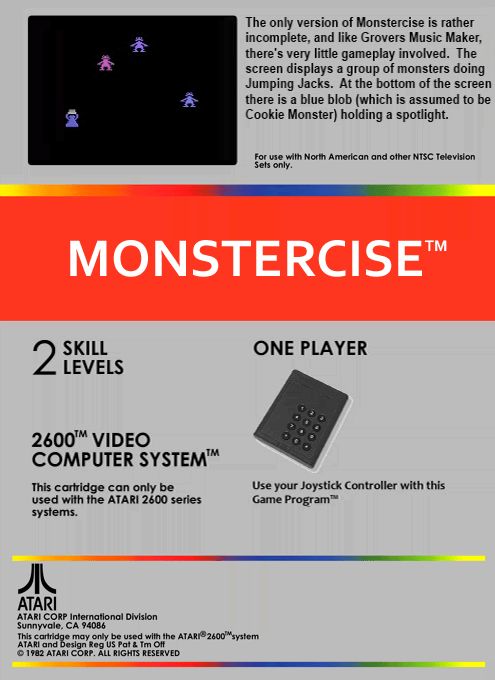 The only version of Monstercise is rather
incomplete, and like Grovers Music Maker,
there's very little gameplay involved.  The
screen displays a group of monsters doing
Jumping Jacks.  At the bottom of the screen
there is a blue blob (which is assumed to be
Cookie Monster) holding a spotlight.
For use with North American and other NTSC Television
Sets only.
MONSTERCISE™
2 SKILL
LEVELS
ONE PLAYER
2600™ VIDEO
COMPUTER SYSTEM™
This cartridge can only be
used with the ATARI 2600 series
systems.
Use your Joystick Controller with this
Game Program™
ATARI
ATARI CORP International Division
Sunnyvale, CA 94086
This cartridge may only be used with the ATARI®2600™system
ATARI and Design Reg US Pat & Tm Off
© 1982 ATARI CORP. ALL RIGHTS RESERVED